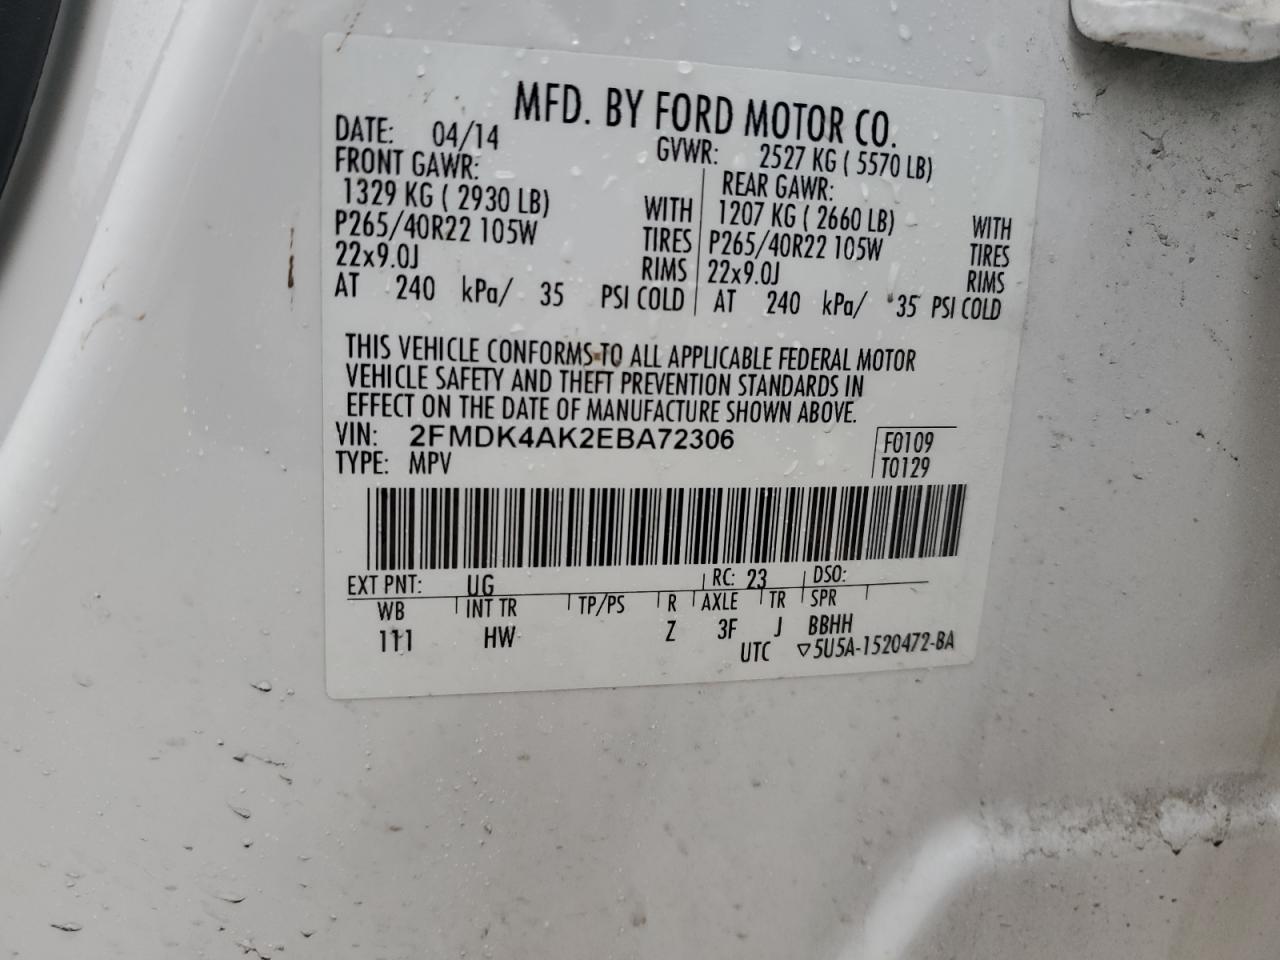 MFD. BY FORD MOTOR CO.
DATE: 04/14 GVWR: 2527 KG ( 5570 LB)
FRONT GAWR: REAR GAWR:
1329 KG ( 2930 LB) WITH 1207 KG ( 2660 LB) WITH
P265/40R22 105W TIRES P265/40R22 105W TIRES
22x9.0J RIMS 22x9.0J RIMS
AT 240 kPa/ 35 PSI COLD AT 240 kPa/ 35 PSI COLD
THIS VEHICLE CONFORMS TO ALL APPLICABLE FEDERAL MOTOR
VEHICLE SAFETY AND THEFT PREVENTION STANDARDS IN
EFFECT ON THE DATE OF MANUFACTURE SHOWN ABOVE.
VIN: 2FMDK4AK2EBA72306 F0109
TYPE: MPV T0129
EXT PNT: UG RC: 23 DSO:
WB INT TR TP/PS R AXLE TR SPR
111 HW Z 3F J BBHH
UTC ▽5U5A-1520472-BA